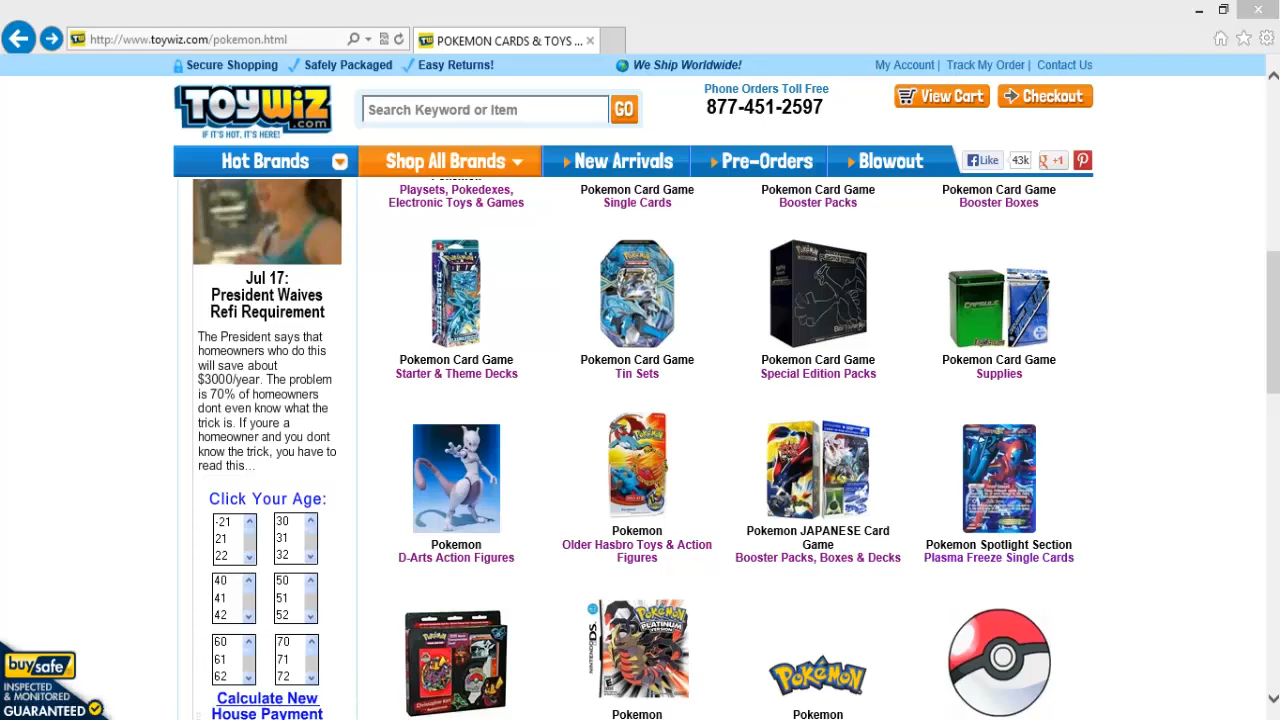 http://www.toywiz.com/pokemon.html
POKEMON CARDS & TOYS ...
Secure Shopping
Safely Packaged
Easy Returns!
We Ship Worldwide!
My Account | Track My Order | Contact Us
TOYWIZ
.com
IF IT'S HOT, IT'S HERE!
Search Keyword or Item
GO
Phone Orders Toll Free
877-451-2597
View Cart
Checkout
Hot Brands
Shop All Brands
New Arrivals
Pre-Orders
Blowout
Like
43k
+1
Playsets, Pokedexes,
Electronic Toys & Games
Pokemon Card Game
Single Cards
Pokemon Card Game
Booster Packs
Pokemon Card Game
Booster Boxes
Pokemon Card Game
Starter & Theme Decks
Pokemon Card Game
Tin Sets
Pokemon Card Game
Special Edition Packs
CAPSULE
Pokemon Card Game
Supplies
Pokemon
D-Arts Action Figures
Pokemon
Older Hasbro Toys & Action
Figures
Pokemon JAPANESE Card
Game
Booster Packs, Boxes & Decks
Pokemon Spotlight Section
Plasma Freeze Single Cards
NINTENDO DS
POKéMON
PLATINUM
VERSION
Pokemon
POKéMON
Pokemon
Jul 17:
President Waives
Refi Requirement
The President says that
homeowners who do this
will save about
$3000/year. The problem
is 70% of homeowners
dont even know what the
trick is. If youre a
homeowner and you dont
know the trick, you have to
read this...
Click Your Age:
-21
21
22
30
31
32
40
41
42
50
51
52
60
61
62
70
71
72
Calculate New
House Payment
buySafe
INSPECTED
& MONITORED
GUARANTEED